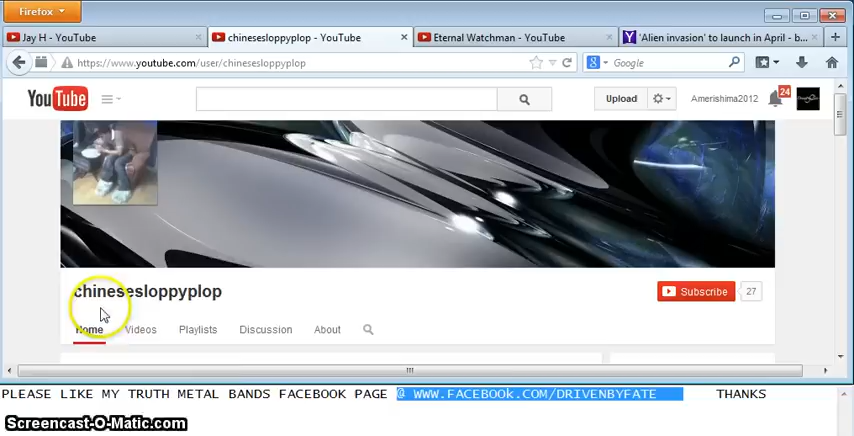 Firefox
Jay H - YouTube
chinesesloppyplop - YouTube
Eternal Watchman - YouTube
'Alien invasion' to launch in April - b...
https://www.youtube.com/user/chinesesloppyplop
Google
YouTube
Upload
Amerishima2012
24
chinesesloppyplop
Subscribe
27
Home
Videos
Playlists
Discussion
About
PLEASE LIKE MY TRUTH METAL BANDS FACEBOOK PAGE @ WWW.FACEBOOk.COM/DRIVENBYFATE THANKS
Screencast-O-Matic.com